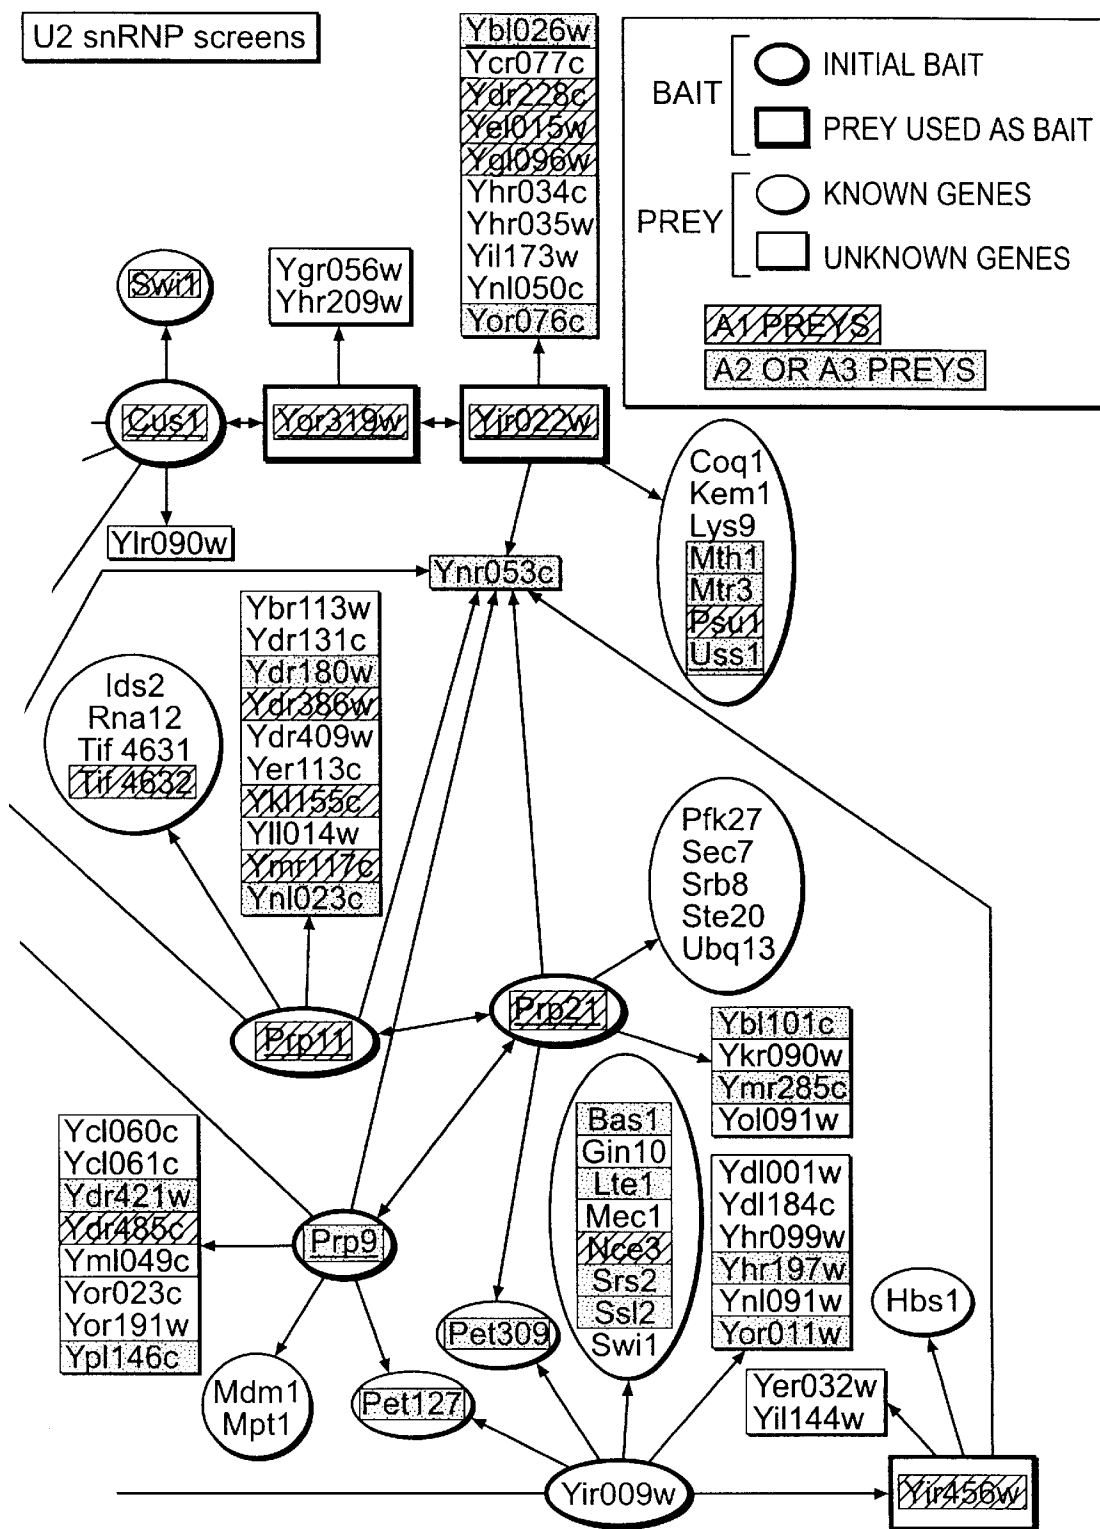 U2 snRNP screens
Ybl026w
Ycr077c
Ydr228c
Yel015w
Ygl096w
Yhr034c
Yhr035w
Yil173w
Ynl050c
Yor076c
BAIT
INITIAL BAIT
PREY USED AS BAIT
PREY
KNOWN GENES
UNKNOWN GENES
A1 PREYS
A2 OR A3 PREYS
Swi1
Ygr056w
Yhr209w
Cus1
Yor319w
Yjr022w
Ylr090w
Ynr053c
Coq1
Kem1
Lys9
Mth1
Mtr3
Psu1
Uss1
Ids2
Rna12
Tif 4631
Tif 4632
Ybr113w
Ydr131c
Ydr180w
Ydr386w
Ydr409w
Yer113c
Ykl155c
Yll014w
Ymr117c
Ynl023c
Pfk27
Sec7
Srb8
Ste20
Ubq13
Prp11
Prp21
Ybl101c
Ykr090w
Ymr285c
Yol091w
Ycl060c
Ycl061c
Ydr421w
Ydr485c
Yml049c
Yor023c
Yor191w
Ypl146c
Prp9
Bas1
Gin10
Lte1
Mec1
Nce3
Srs2
Ssl2
Swi1
Ydl001w
Ydl184c
Yhr099w
Yhr197w
Ynl091w
Yor011w
Hbs1
Pet309
Mdm1
Mpt1
Pet127
Yer032w
Yil144w
Yir009w
Yir456w